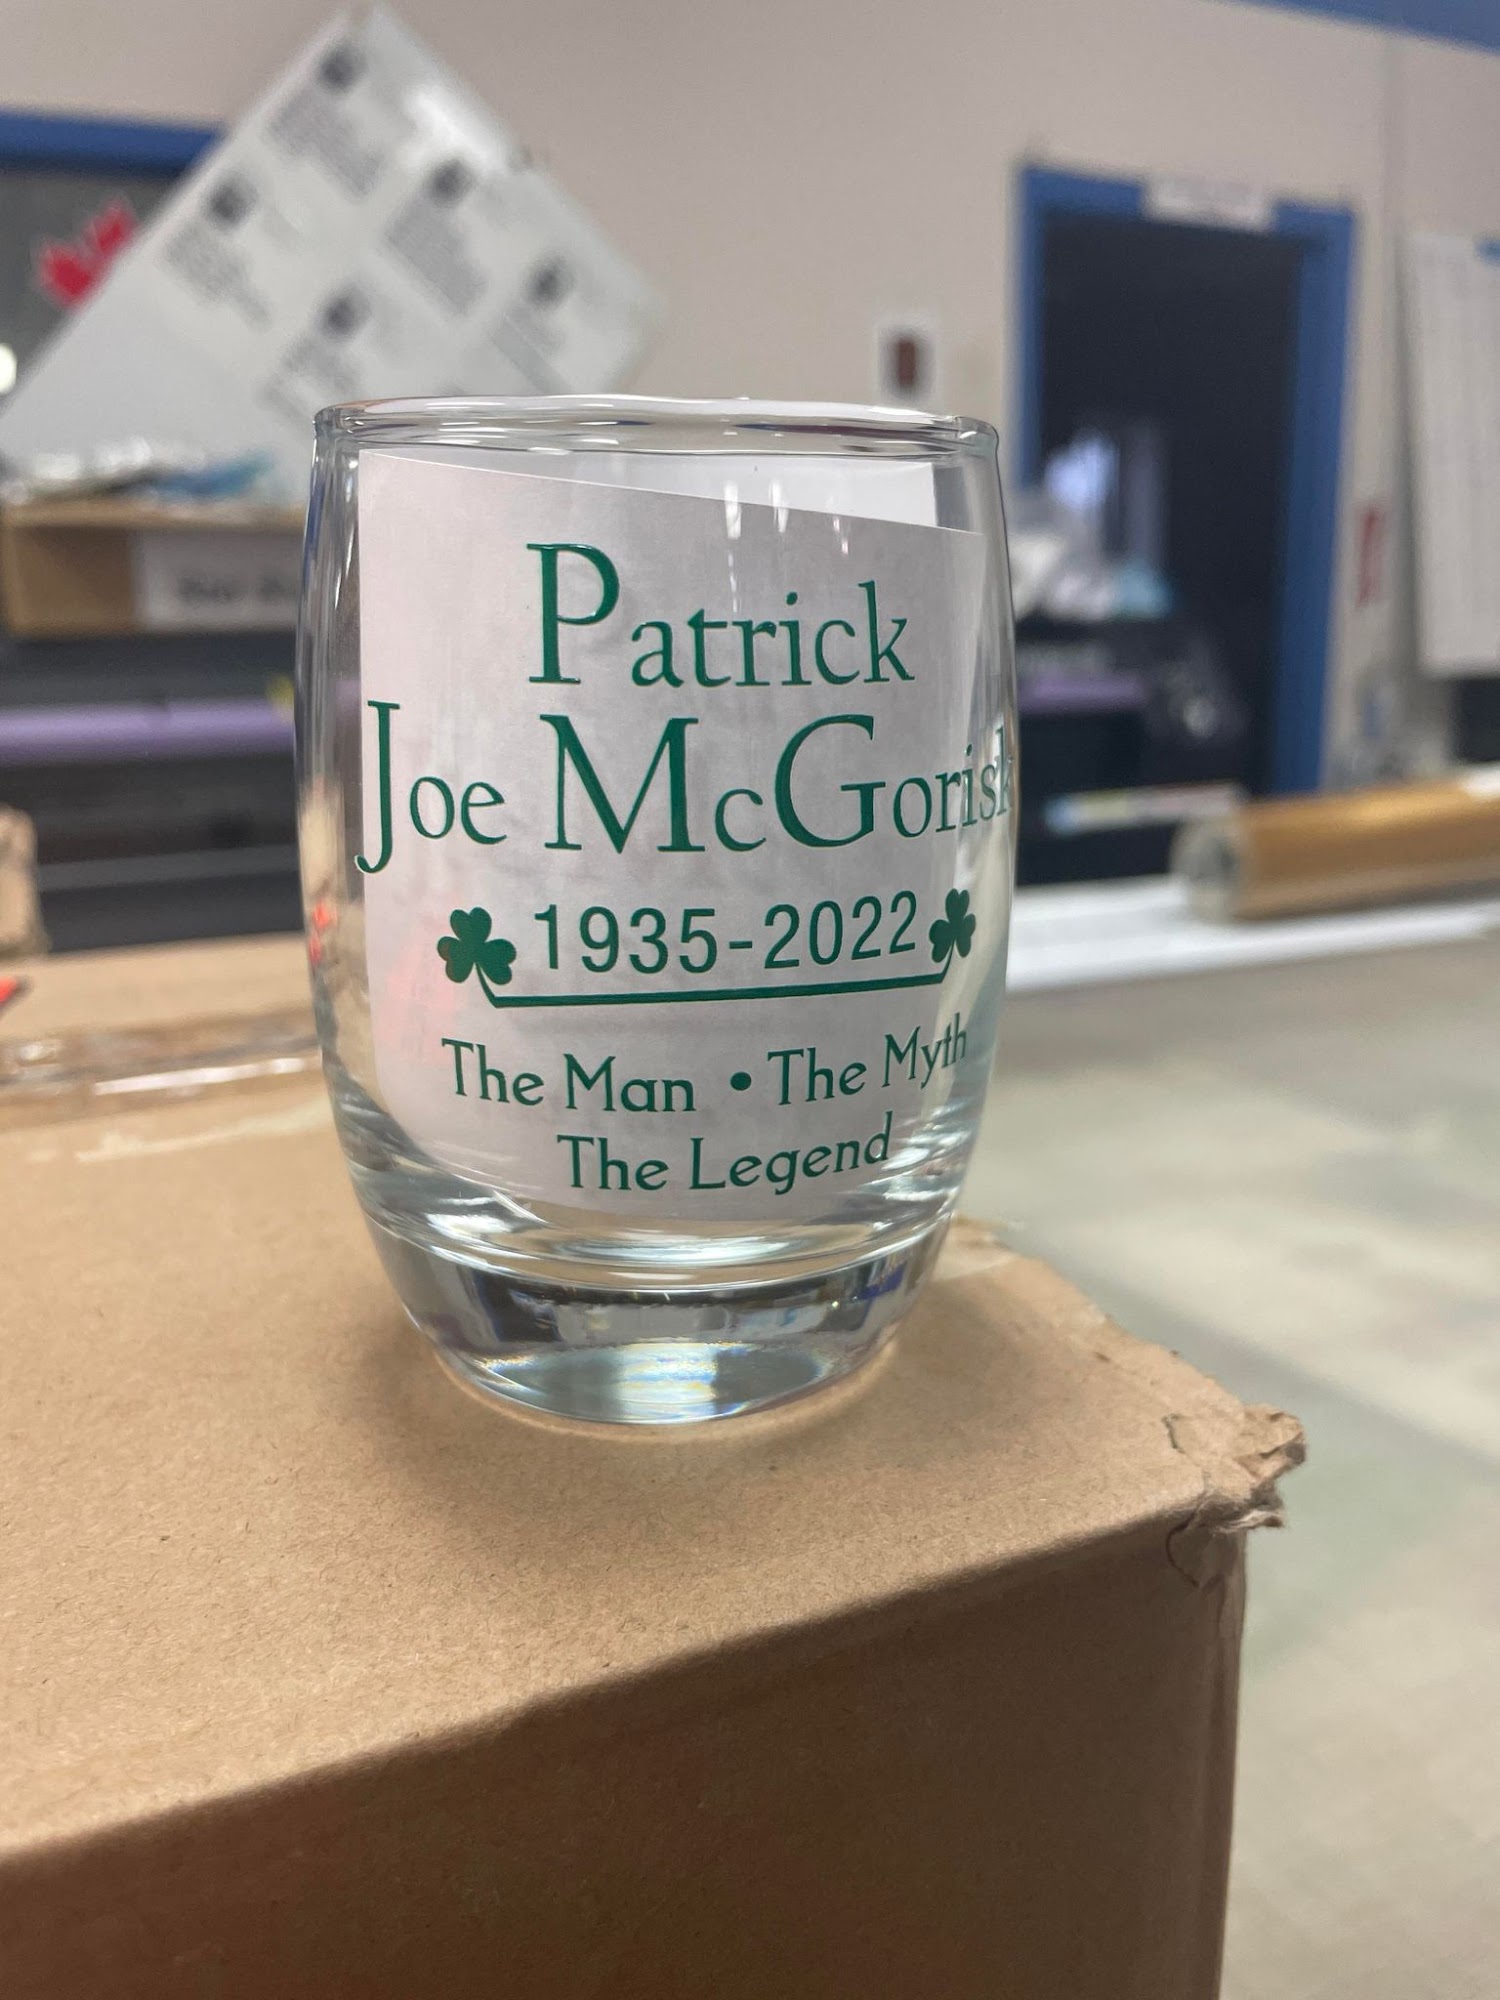 Patrick
Joe McGorisk
1935-2022
The Man • The Myth
The Legend